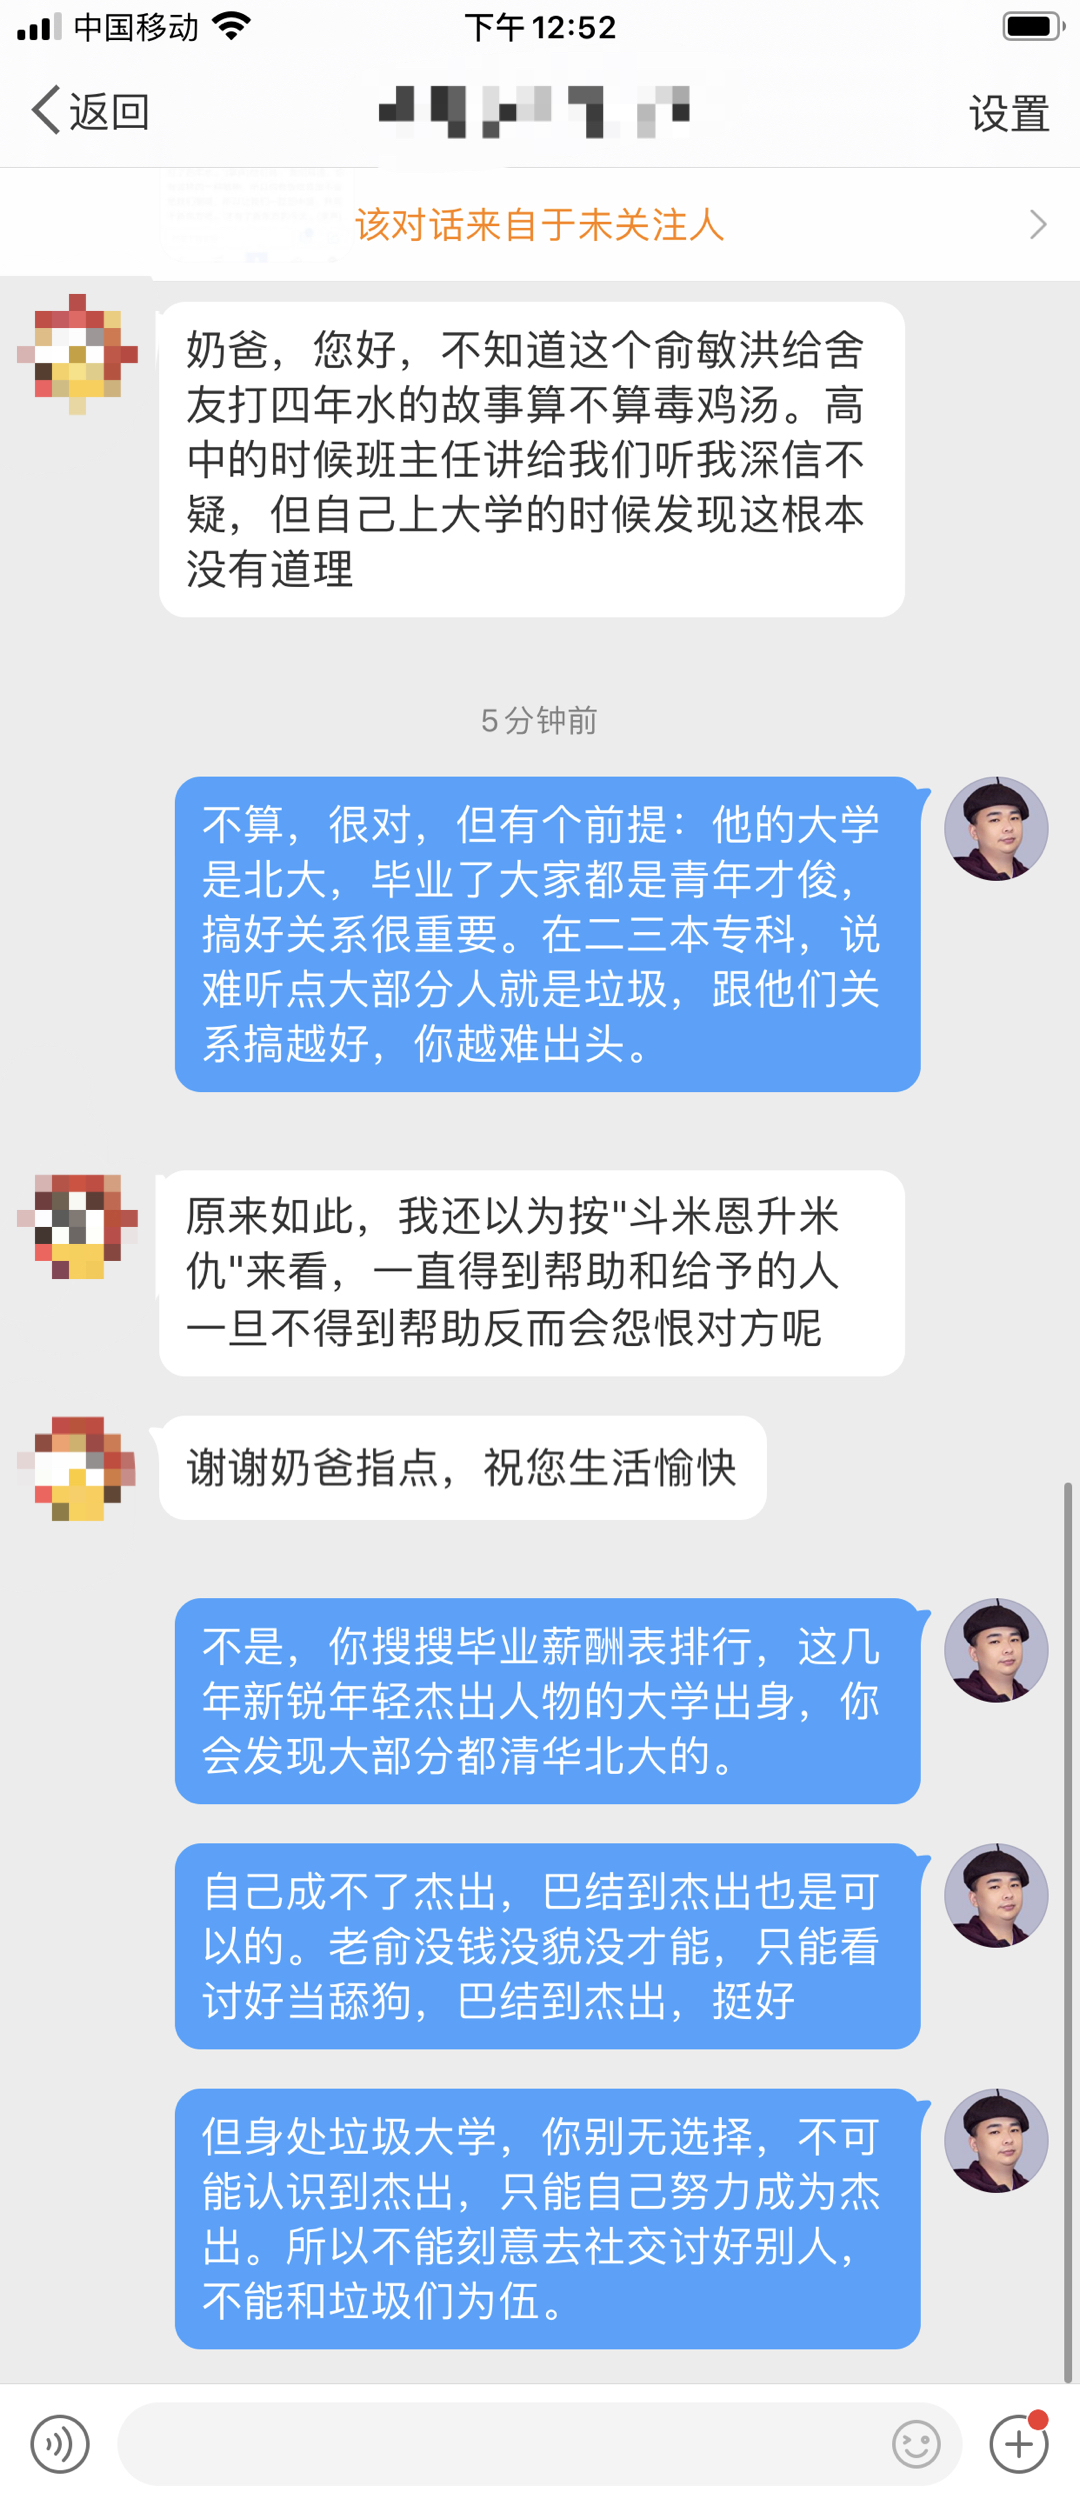 中国移动
下午12:52
返回
设置
该对话来自于未关注人
奶爸，您好，不知道这个俞敏洪给舍
友打四年水的故事算不算毒鸡汤。高
中的时候班主任讲给我们听我深信不
疑，但自己上大学的时候发现这根本
没有道理
5分钟前
不算，很对，但有个前提：他的大学
是北大，毕业了大家都是青年才俊，
搞好关系很重要。在二三本专科，说
难听点大部分人就是垃圾，跟他们关
系搞越好，你越难出头。
原来如此，我还以为按"斗米恩升米
仇"来看，一直得到帮助和给予的人
一旦不得到帮助反而会怨恨对方呢
谢谢奶爸指点，祝您生活愉快
不是，你搜搜毕业薪酬表排行，这几
年新锐年轻杰出人物的大学出身，你
会发现大部分都清华北大的。
自己成不了杰出，巴结到杰出也是可
以的。老俞没钱没貌没才能，只能看
讨好当舔狗，巴结到杰出，挺好
但身处垃圾大学，你别无选择，不可
能认识到杰出，只能自己努力成为杰
出。所以不能刻意去社交讨好别人，
不能和垃圾们为伍。